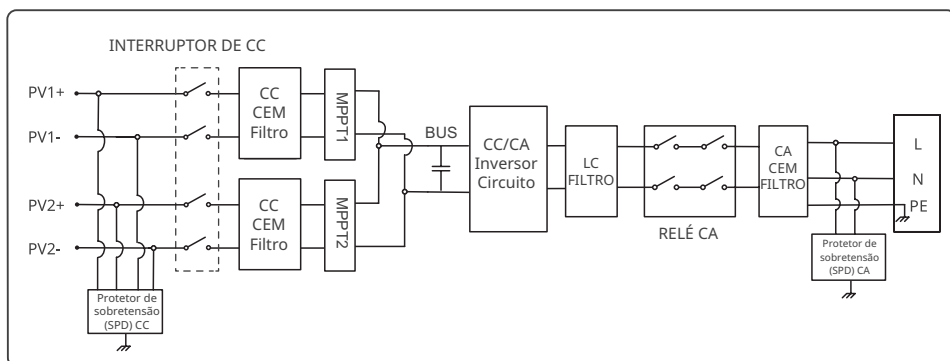 INTERRUPTOR DE CC
PV1+
PV1-
PV2+
PV2-
CC
CEM
Filtro
MPPT1
CC
CEM
Filtro
MPPT2
Protetor de
sobretensão
(SPD) CC
BUS
CC/CA
Inversor
Circuito
LC
FILTRO
RELÉ CA
CA
CEM
FILTRO
L
N
PE
Protetor de
sobretensão
(SPD) CA